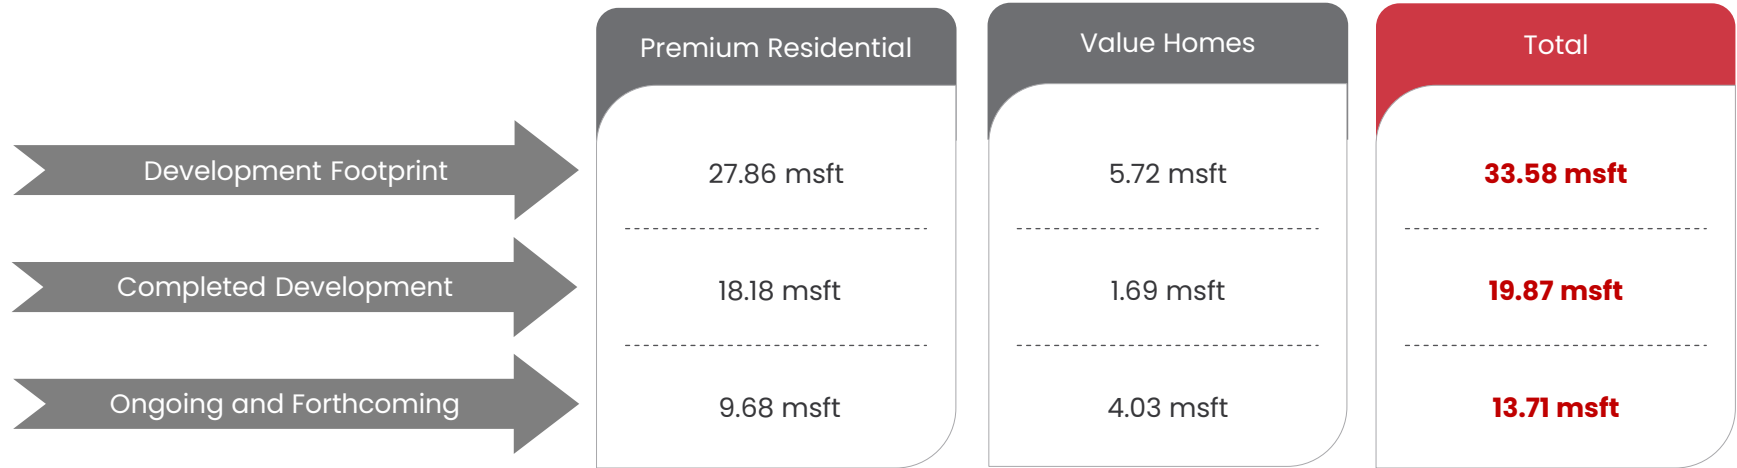 Premium Residential
Value Homes
Total
Development Footprint
27.86 msft
5.72 msft
33.58 msft
Completed Development
18.18 msft
1.69 msft
19.87 msft
Ongoing and Forthcoming
9.68 msft
4.03 msft
13.71 msft